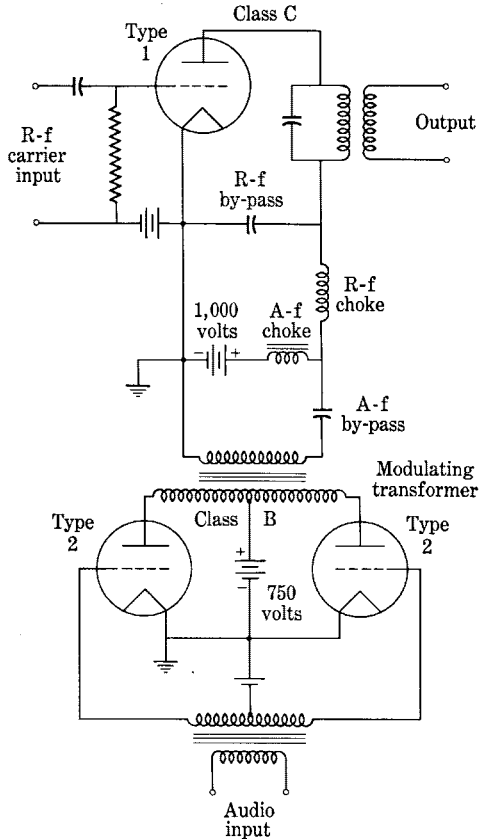 Class C
Type
1
R-f
carrier
input
Output
R-f
by-pass
R-f
choke
1,000
volts
A-f
choke
− +
A-f
by-pass
Modulating
transformer
Class B
Type
2
Type
2
+
−
750
volts
Audio
input